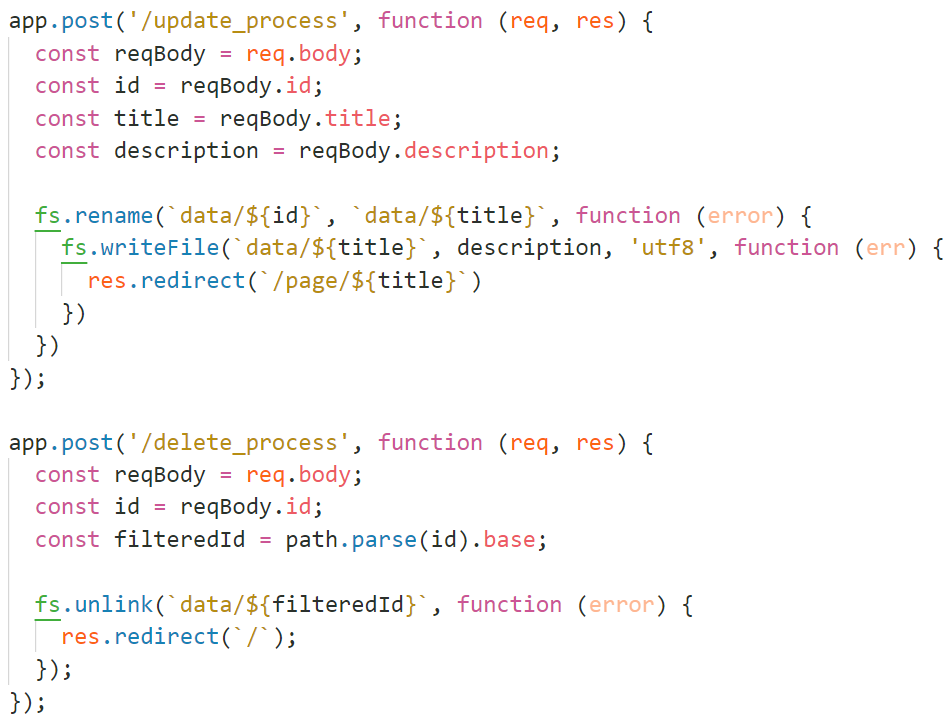 app.post('/update_process', function (req, res) {
  const reqBody = req.body;
  const id = reqBody.id;
  const title = reqBody.title;
  const description = reqBody.description;

  fs.rename(`data/${id}`, `data/${title}`, function (error) {
    fs.writeFile(`data/${title}`, description, 'utf8', function (err) {
      res.redirect(`/page/${title}`)
    })
  })
});

app.post('/delete_process', function (req, res) {
  const reqBody = req.body;
  const id = reqBody.id;
  const filteredId = path.parse(id).base;

  fs.unlink(`data/${filteredId}`, function (error) {
    res.redirect(`/`);
  });
});